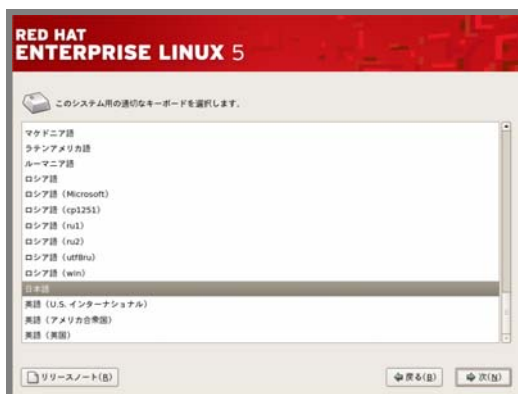 RED HAT
ENTERPRISE LINUX 5
このシステム用の適切なキーボードを選択します.
マケドニア語
ラテンアメリカ語
ルーマニア語
ロシア語
ロシア語 (Microsoft)
ロシア語 (cp1251)
ロシア語 (ru1)
ロシア語 (ru2)
ロシア語 (utf8ru)
ロシア語 (win)
日本語
英語 (U.S. インターナショナル)
英語 (アメリカ合衆国)
英語 (英国)
リリースノート(R)
戻る(B)
次(N)